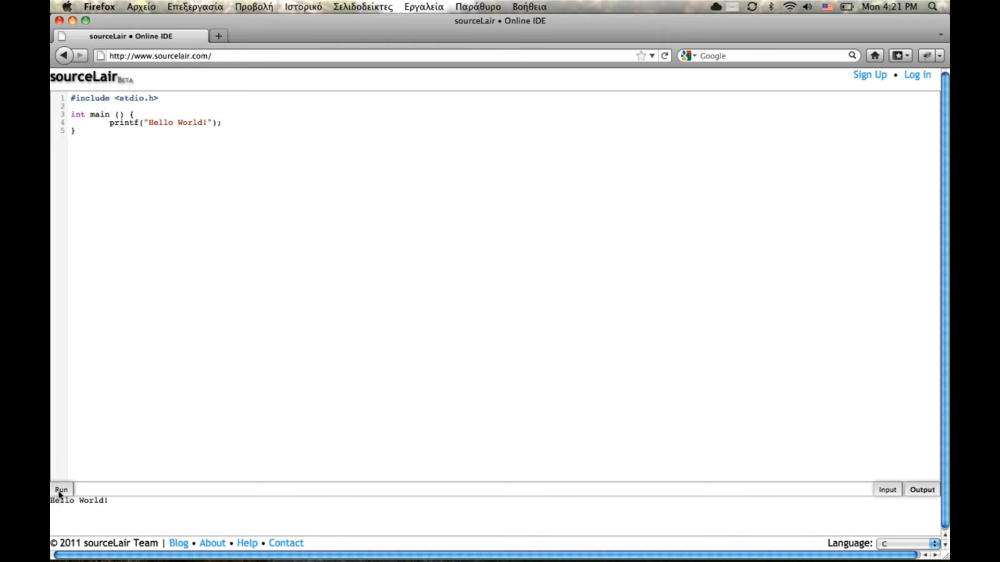 Firefox Αρχείο Επεξεργασία Προβολή Ιστορικό Σελιδοδείκτες Εργαλεία Παράθυρο Βοήθεια Mon 4:21 PM
sourceLair • Online IDE
sourceLair • Online IDE
http://www.sourcelair.com/ Google
sourceLair BETA Sign Up • Log in
1 #include <stdio.h>
2
3 int main () {
4 printf("Hello World!");
5 }
Run Input Output
Hello World!
© 2011 sourceLair Team | Blog • About • Help • Contact Language: C